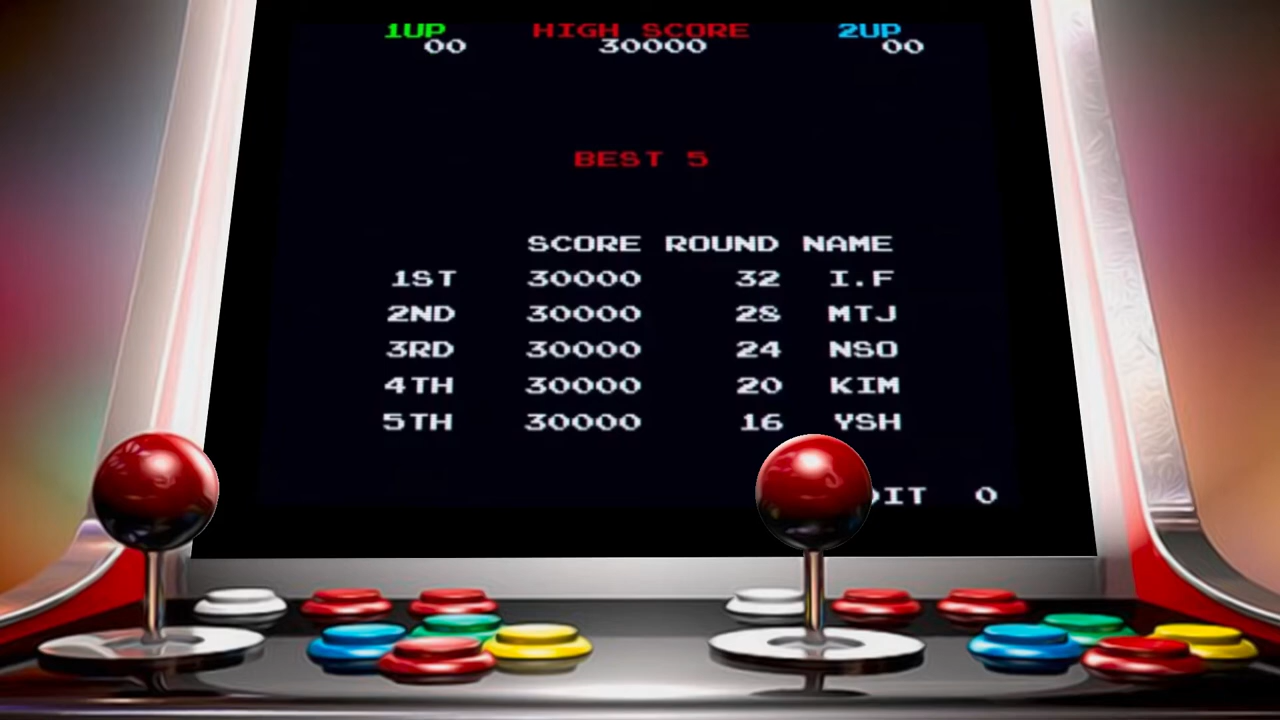 1UP HIGH SCORE 2UP
00 30000 00
BEST 5
SCORE ROUND NAME
1ST 30000 32 I.F
2ND 30000 28 MTJ
3RD 30000 24 NSO
4TH 30000 20 KIM
5TH 30000 16 YSH
DIT 0